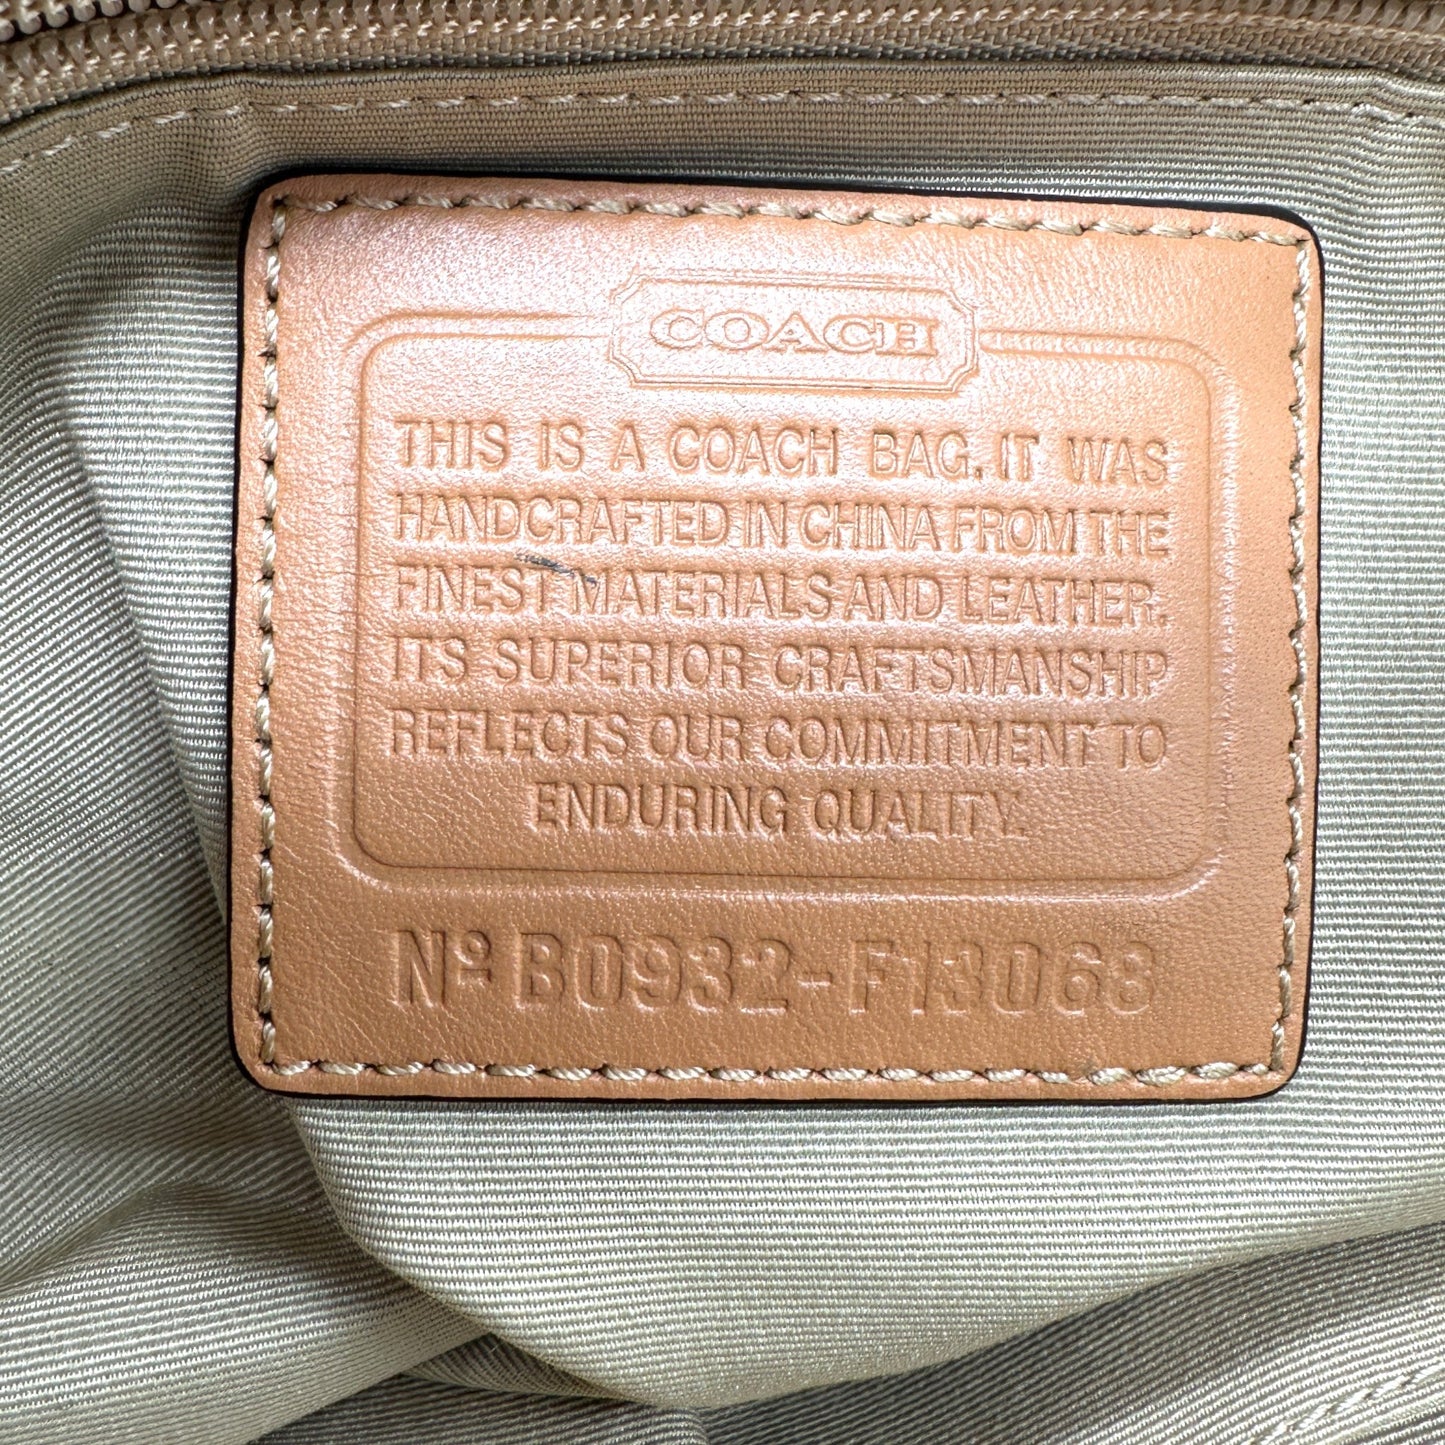 COACH
THIS IS A COACH BAG. IT WAS
HANDCRAFTED IN CHINA FROM THE
FINEST MATERIALS AND LEATHER.
ITS SUPERIOR CRAFTSMANSHIP
REFLECTS OUR COMMITMENT TO
ENDURING QUALITY.
Nº B0932-F13068